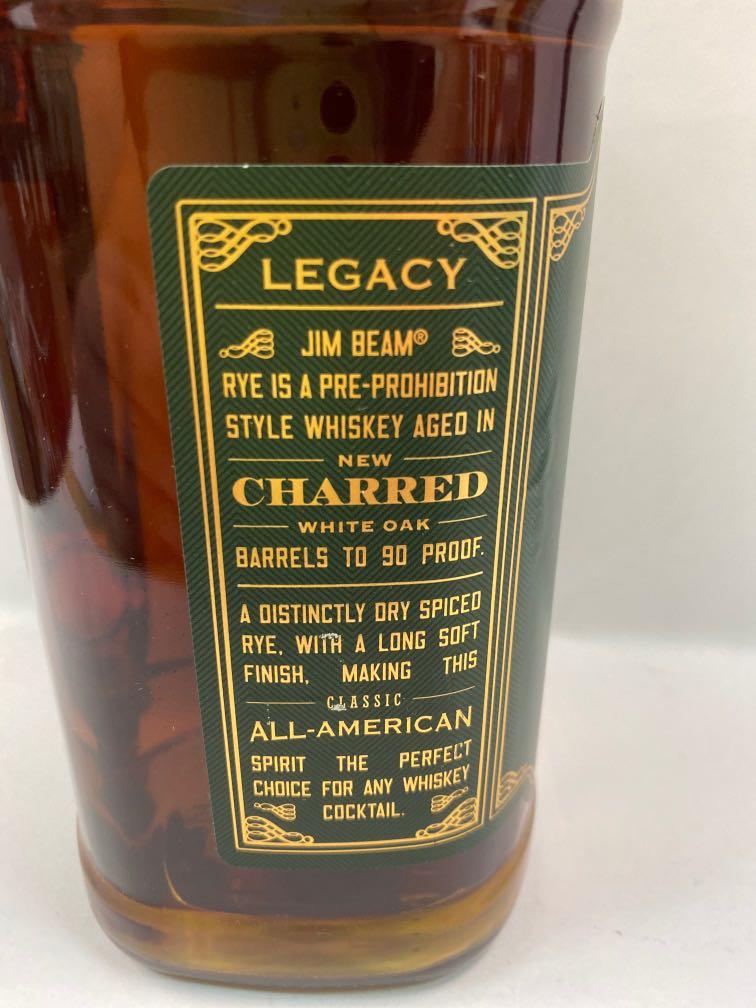 LEGACY
JIM BEAM®
RYE IS A PRE-PROHIBITION
STYLE WHISKEY AGED IN
NEW
CHARRED
WHITE OAK
BARRELS TO 90 PROOF.
A DISTINCTLY DRY SPICED
RYE, WITH A LONG SOFT
FINISH, MAKING THIS
CLASSIC
ALL-AMERICAN
SPIRIT THE PERFECT
CHOICE FOR ANY WHISKEY
COCKTAIL.